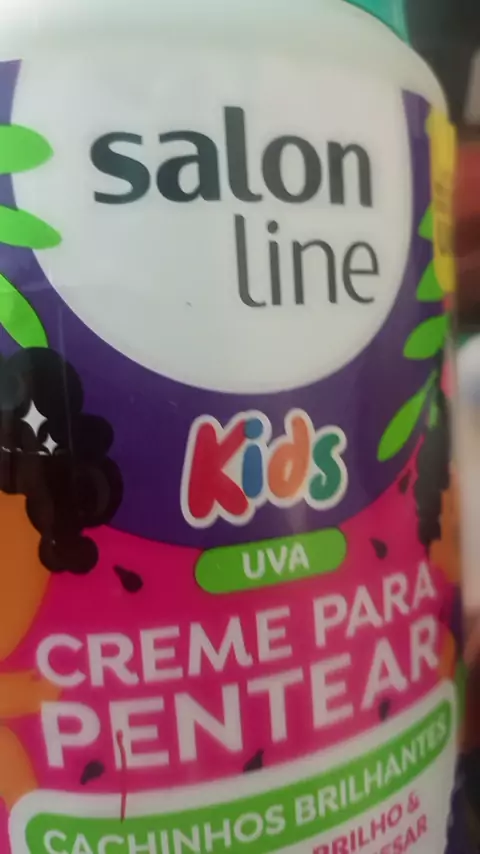 salon
line
Kids
UVA
CREME PARA
PENTEAR
CACHINHOS BRILHANTES
BRILHO &